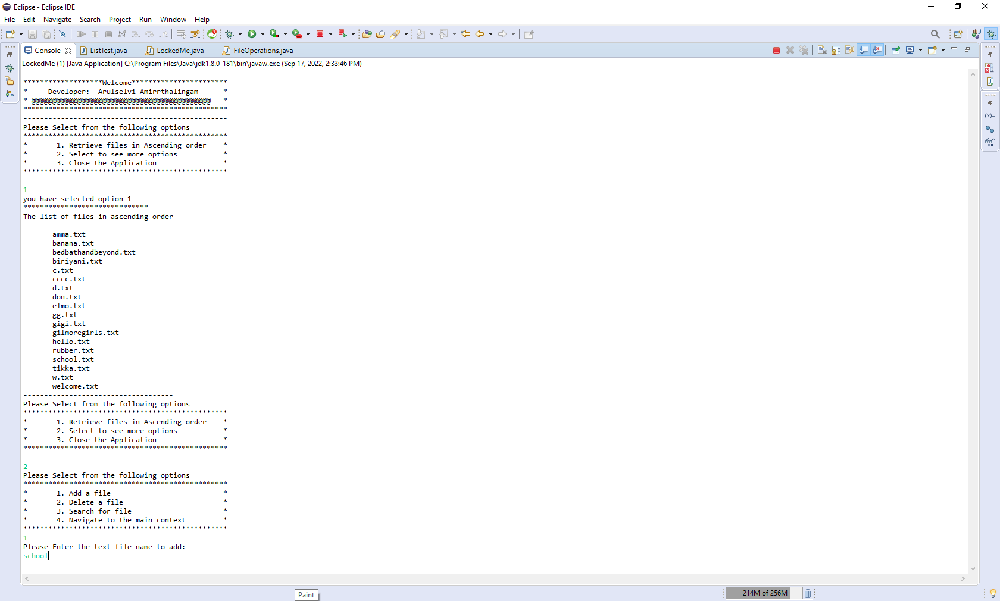 Eclipse - Eclipse IDE
File Edit Navigate Search Project Run Window Help
Console ListTest.java LockedMe.java FileOperations.java
LockedMe (1) [Java Application] C:\Program Files\Java\jdk1.8.0_181\bin\javaw.exe (Sep 17, 2022, 2:33:46 PM)
-------------------------------------------------
*******************Welcome***********************
*     Developer:  Arulselvi Amirrthalingam      *
* @@@@@@@@@@@@@@@@@@@@@@@@@@@@@@@@@@@@@@@@@@@   *
*************************************************
-------------------------------------------------
Please Select from the following options
*************************************************
*       1. Retrieve files in Ascending order    *
*       2. Select to see more options           *
*       3. Close the Application                *
*************************************************
-------------------------------------------------
1
you have selected option 1
******************************
The list of files in ascending order
------------------------------------
amma.txt
banana.txt
bedbathandbeyond.txt
biriyani.txt
c.txt
cccc.txt
d.txt
don.txt
elmo.txt
gg.txt
gigi.txt
gilmoregirls.txt
hello.txt
rubber.txt
school.txt
tikka.txt
w.txt
welcome.txt
------------------------------------
Please Select from the following options
*************************************************
*       1. Retrieve files in Ascending order    *
*       2. Select to see more options           *
*       3. Close the Application                *
*************************************************
-------------------------------------------------
2
Please Select from the following options
*************************************************
*       1. Add a file                           *
*       2. Delete a file                        *
*       3. Search for file                      *
*       4. Navigate to the main context         *
*************************************************
1
Please Enter the text file name to add:
school
(x)=
Paint
214M of 256M